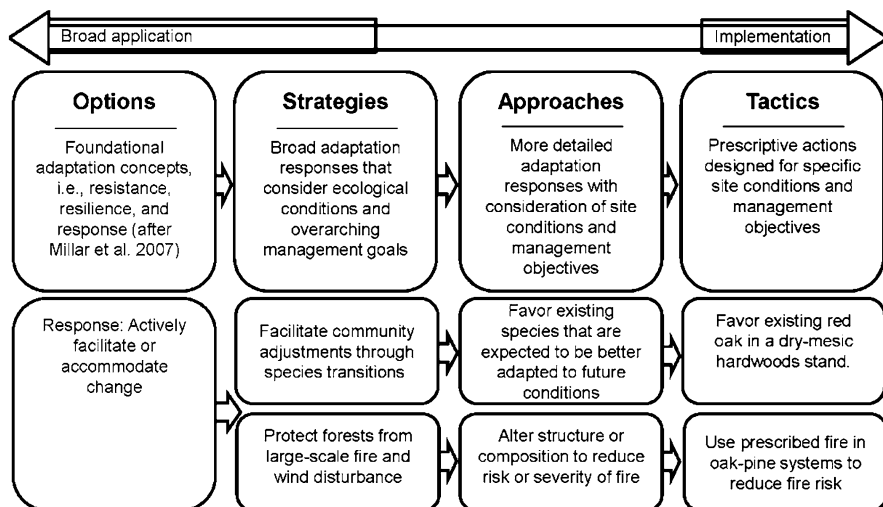 Broad application
Implementation
Options
Foundational
adaptation concepts,
i.e., resistance,
resilience, and
response (after
Millar et al. 2007)
Strategies
Broad adaptation
responses that
consider ecological
conditions and
overarching
management goals
Approaches
More detailed
adaptation
responses with
consideration of site
conditions and
management
objectives
Tactics
Prescriptive actions
designed for specific
site conditions and
management
objectives
Response: Actively
facilitate or
accommodate
change
Facilitate community
adjustments through
species transitions
Favor existing
species that are
expected to be better
adapted to future
conditions
Favor existing red
oak in a dry-mesic
hardwoods stand.
Protect forests from
large-scale fire and
wind disturbance
Alter structure or
composition to reduce
risk or severity of fire
Use prescribed fire in
oak-pine systems to
reduce fire risk